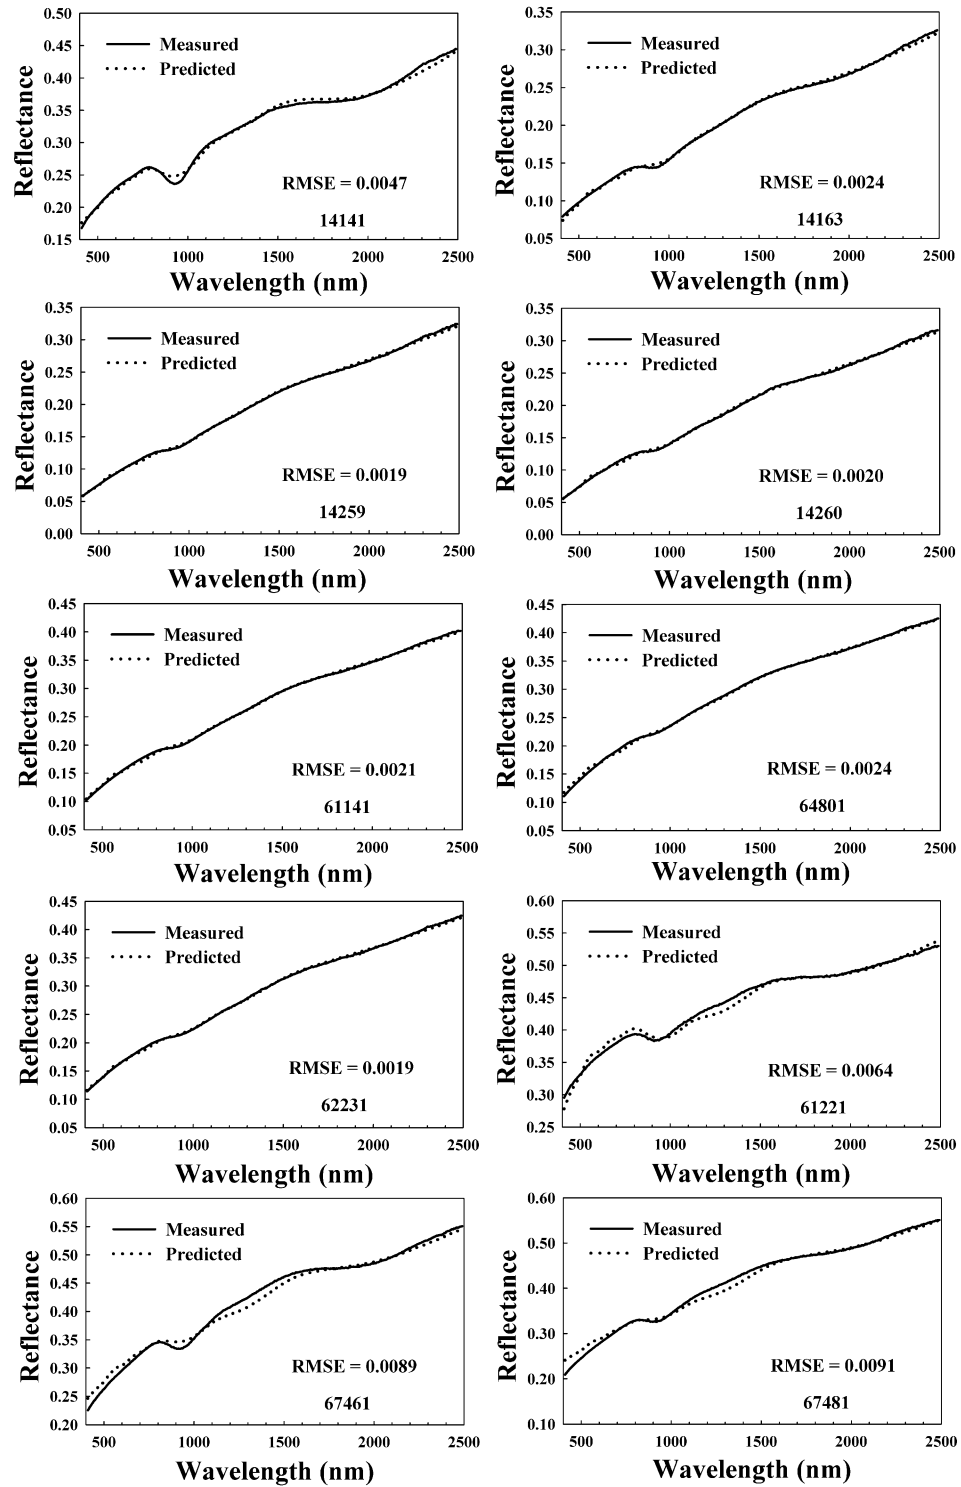 0.50
0.45
0.40
0.35
0.30
0.25
0.20
0.15
Reflectance
Measured
Predicted
RMSE = 0.0047
14141
500 1000 1500 2000 2500
Wavelength (nm)
0.35
0.30
0.25
0.20
0.15
0.10
0.05
Reflectance
Measured
Predicted
RMSE = 0.0024
14163
500 1000 1500 2000 2500
Wavelength (nm)
0.35
0.30
0.25
0.20
0.15
0.10
0.05
0.00
Reflectance
Measured
Predicted
RMSE = 0.0019
14259
500 1000 1500 2000 2500
Wavelength (nm)
0.35
0.30
0.25
0.20
0.15
0.10
0.05
0.00
Reflectance
Measured
Predicted
RMSE = 0.0020
14260
500 1000 1500 2000 2500
Wavelength (nm)
0.45
0.40
0.35
0.30
0.25
0.20
0.15
0.10
0.05
Reflectance
Measured
Predicted
RMSE = 0.0021
61141
500 1000 1500 2000 2500
Wavelength (nm)
0.45
0.40
0.35
0.30
0.25
0.20
0.15
0.10
0.05
Reflectance
Measured
Predicted
RMSE = 0.0024
64801
500 1000 1500 2000 2500
Wavelength (nm)
0.45
0.40
0.35
0.30
0.25
0.20
0.15
0.10
0.05
Reflectance
Measured
Predicted
RMSE = 0.0019
62231
500 1000 1500 2000 2500
Wavelength (nm)
0.60
0.55
0.50
0.45
0.40
0.35
0.30
0.25
Reflectance
Measured
Predicted
RMSE = 0.0064
61221
500 1000 1500 2000 2500
Wavelength (nm)
0.60
0.55
0.50
0.45
0.40
0.35
0.30
0.25
0.20
Reflectance
Measured
Predicted
RMSE = 0.0089
67461
500 1000 1500 2000 2500
Wavelength (nm)
0.60
0.50
0.40
0.30
0.20
0.10
Reflectance
Measured
Predicted
RMSE = 0.0091
67481
500 1000 1500 2000 2500
Wavelength (nm)